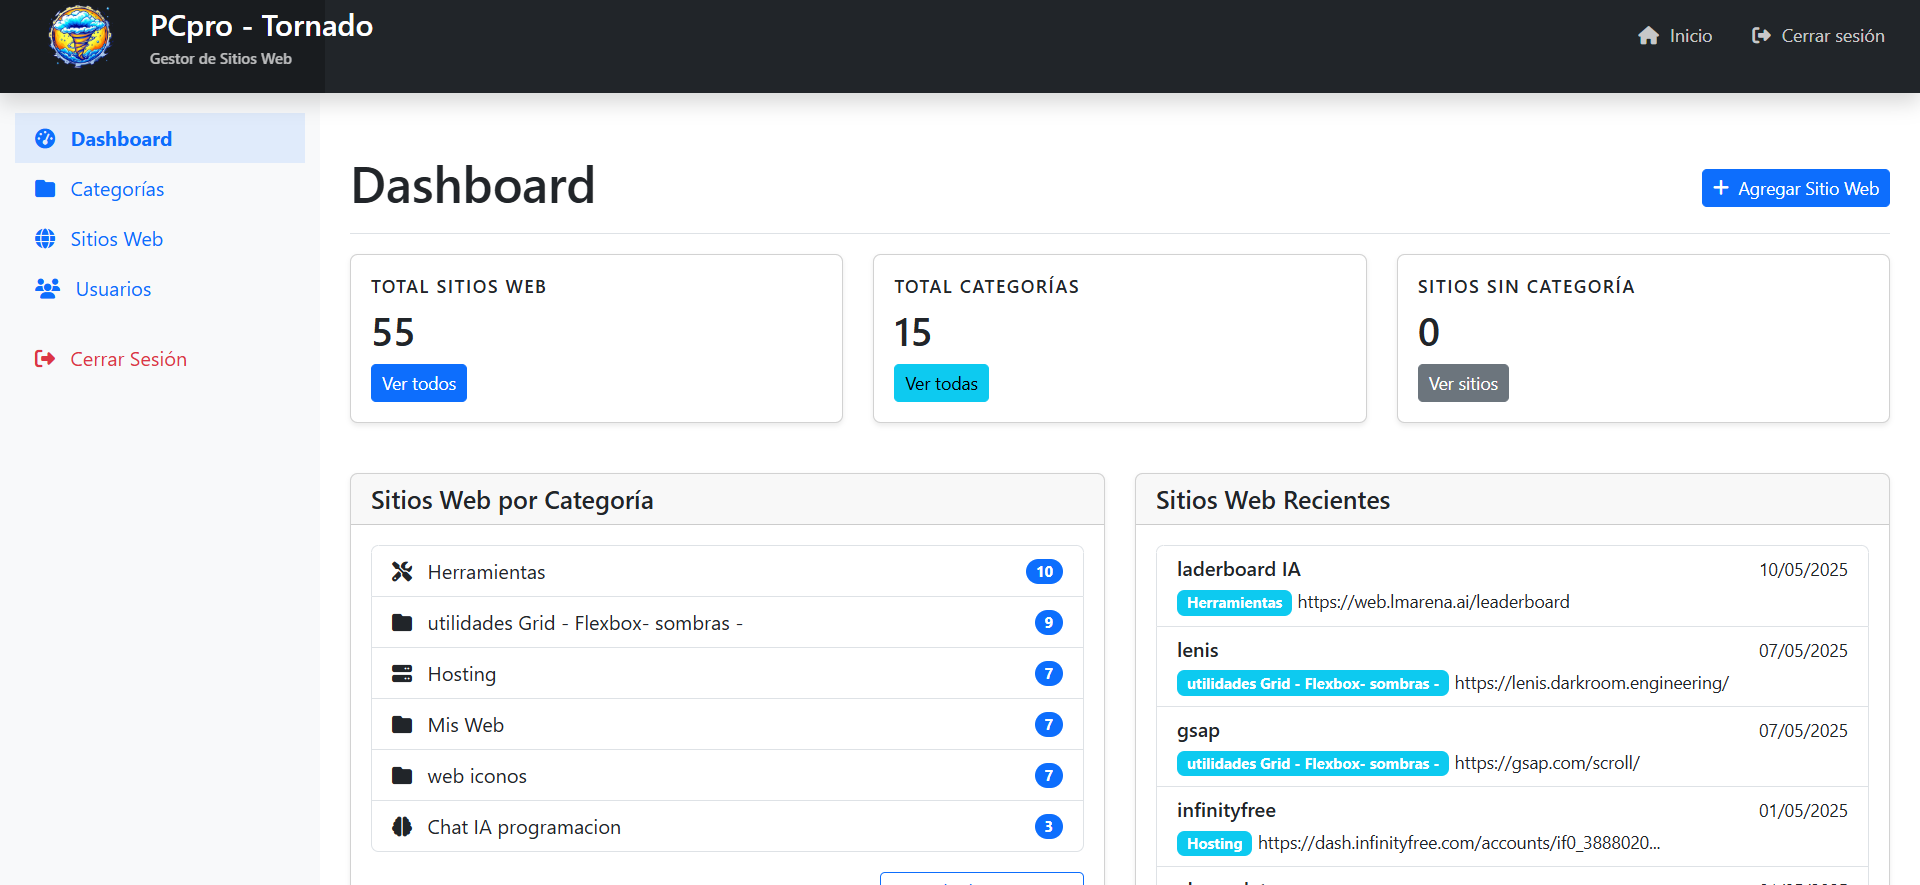 PCpro - Tornado
Gestor de Sitios Web
Inicio
Cerrar sesión
Dashboard
Categorías
Sitios Web
Usuarios
Cerrar Sesión
Dashboard
Agregar Sitio Web
TOTAL SITIOS WEB
55
Ver todos
TOTAL CATEGORÍAS
15
Ver todas
SITIOS SIN CATEGORÍA
0
Ver sitios
Sitios Web por Categoría
Herramientas 10
utilidades Grid - Flexbox- sombras - 9
Hosting 7
Mis Web 7
web iconos 7
Chat IA programacion 3
Sitios Web Recientes
laderboard IA 10/05/2025
Herramientas https://web.lmarena.ai/leaderboard
lenis 07/05/2025
utilidades Grid - Flexbox- sombras - https://lenis.darkroom.engineering/
gsap 07/05/2025
utilidades Grid - Flexbox- sombras - https://gsap.com/scroll/
infinityfree 01/05/2025
Hosting https://dash.infinityfree.com/accounts/if0_3888020...